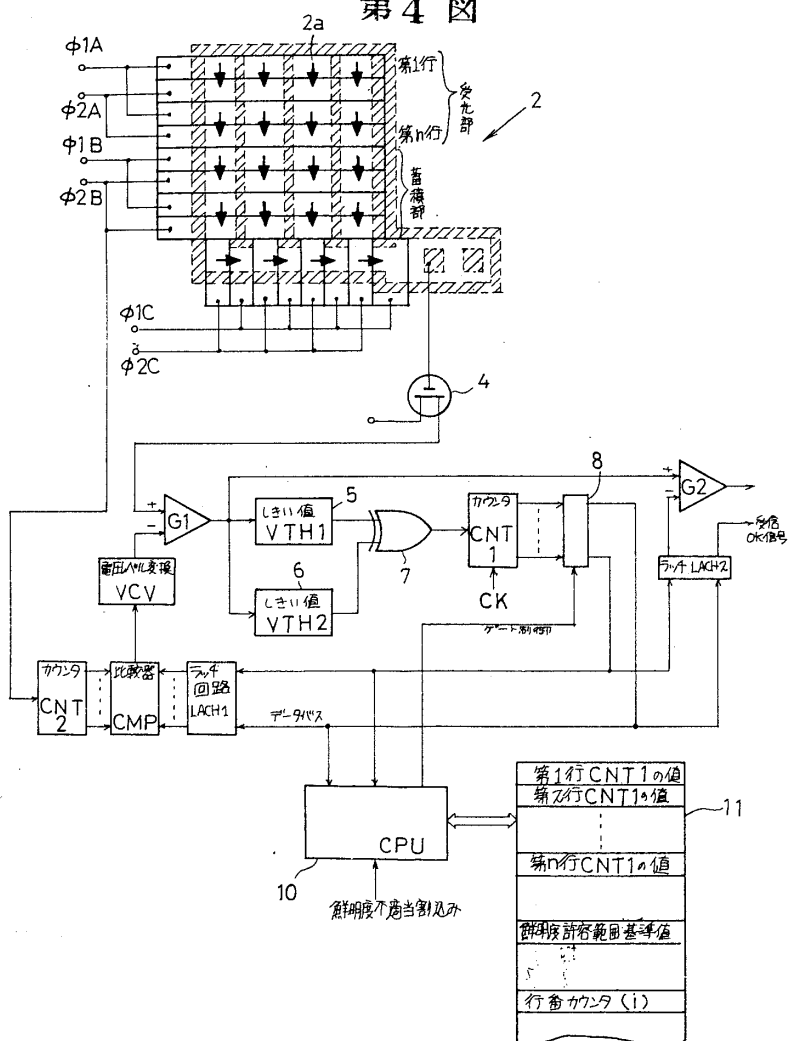 第4図
2a
φ1A
φ2A
φ1B
φ2B
第1行
第n行
受光部
蓄積部
2
φ1C
φ2C
4
G1
+
-
しきい値
VTH1
5
しきい値
VTH2
6
7
カウンタ
CNT
1
CK
8
ゲート制御
+
-
G2
受信
OK信号
ラッチ LACH2
電圧レベル変換
VCV
カウンタ
CNT
2
比較器
CMP
ラッチ
回路
LACH1
データバス
CPU
10
鮮明度不適当割込み
第1行CNT1の値
第2行CNT1の値
第n行CNT1の値
鮮明度許容範囲基準値
行番カウンタ(i)
11